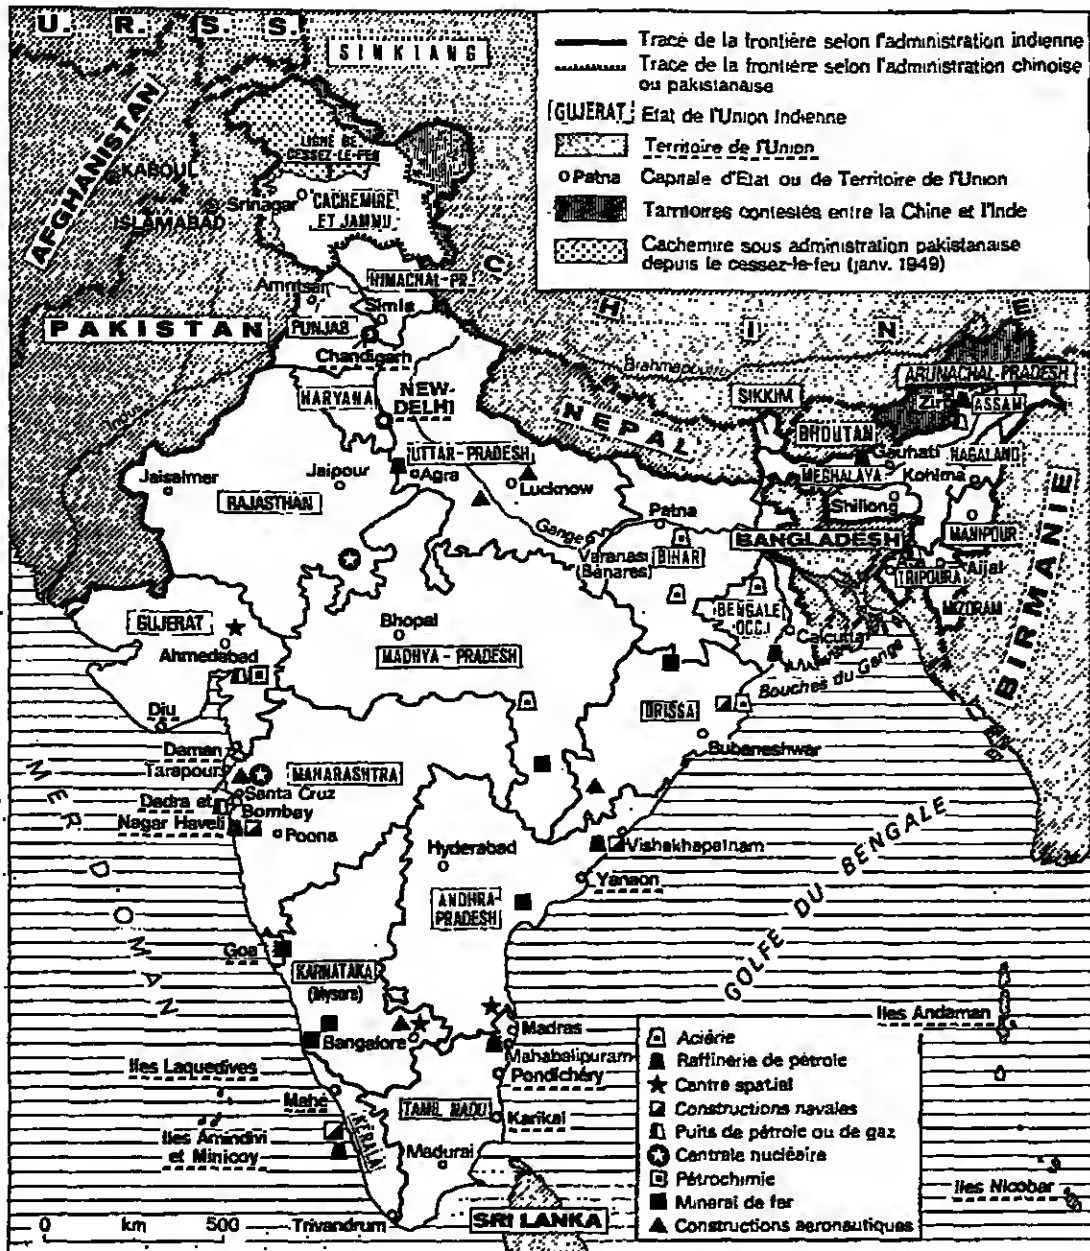 U. R. S. S.
SINKIANG
AFGHANISTAN
KABOUL
ISLAMABAD
Srinagar
LIGNE DE
CESSEZ-LE-FEU
CACHEMIRE
ET JAMMU
HIMACHAL-PR
Amritsar
Simla
PAKISTAN
PUNJAB
Chandigarh
CHINE
Indus
HARYANA
NEW-
DELHI
NEPAL
Brahmapoutre
SIKKIM
ARUNACHAL-PRADESH
ASSAM
BHOUTAN
Gauhati
NAGALAND
Kohima
MEGHALAYA
Shillong
MANIPOUR
BANGLADESH
TRIPOURA
Aijal
MIZORAM
BIRMANIE
UTTAR-PRADESH
Agra
Lucknow
Jaisalmer
Jaipour
RAJASTHAN
Gange
Patna
Varanasi
(Bénarès)
BIHAR
BENGALE
OCC.
Calcutta
Bouches du Gange
GUJERAT
Ahmedabad
Bhopal
MADHYA-PRADESH
ORISSA
Bubaneshwar
Diu
Daman
Tarapour
MAHARASHTRA
Dadra et
Nagar Haveli
Santa Cruz
Bombay
Poona
MER D'OMAN
Hyderabad
Vishakhapatnam
Yanaon
ANDHRA-
PRADESH
GOLFE DU BENGALE
Goa
KARNATAKA
(Mysore)
Bangalore
Madras
Mahabalipuram
Pondichéry
Iles Laquedives
Mahé
TAMIL NADU
Karikal
Iles Amindivi
et Minicoy
KERALA
Madurai
Trivandrum
SRI LANKA
Iles Andaman
Iles Nicobar
0 km 500
Tracé de la frontière selon l'administration indienne
Tracé de la frontière selon l'administration chinoise
ou pakistanaise
GUJERAT Etat de l'Union Indienne
Territoire de l'Union
Patna Capitale d'Etat ou de Territoire de l'Union
Territoires contestés entre la Chine et l'Inde
Cachemire sous administration pakistanaise
depuis le cessez-le-feu (janv. 1949)
Aciérie
Raffinerie de pétrole
Centre spatial
Constructions navales
Puits de pétrole ou de gaz
Centrale nucléaire
Pétrochimie
Minerai de fer
Constructions aéronautiques